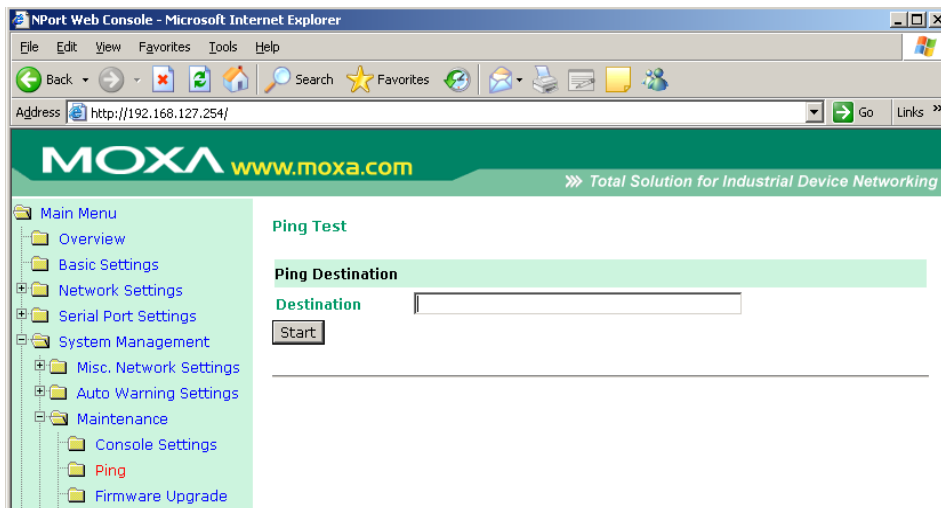 NPort Web Console - Microsoft Internet Explorer
File Edit View Favorites Tools Help
Back Search Favorites
Address http://192.168.127.254/ Go Links »
MOXA www.moxa.com
Total Solution for Industrial Device Networking
Main Menu
Overview
Basic Settings
Network Settings
Serial Port Settings
System Management
Misc. Network Settings
Auto Warning Settings
Maintenance
Console Settings
Ping
Firmware Upgrade
Ping Test
Ping Destination
Destination
Start